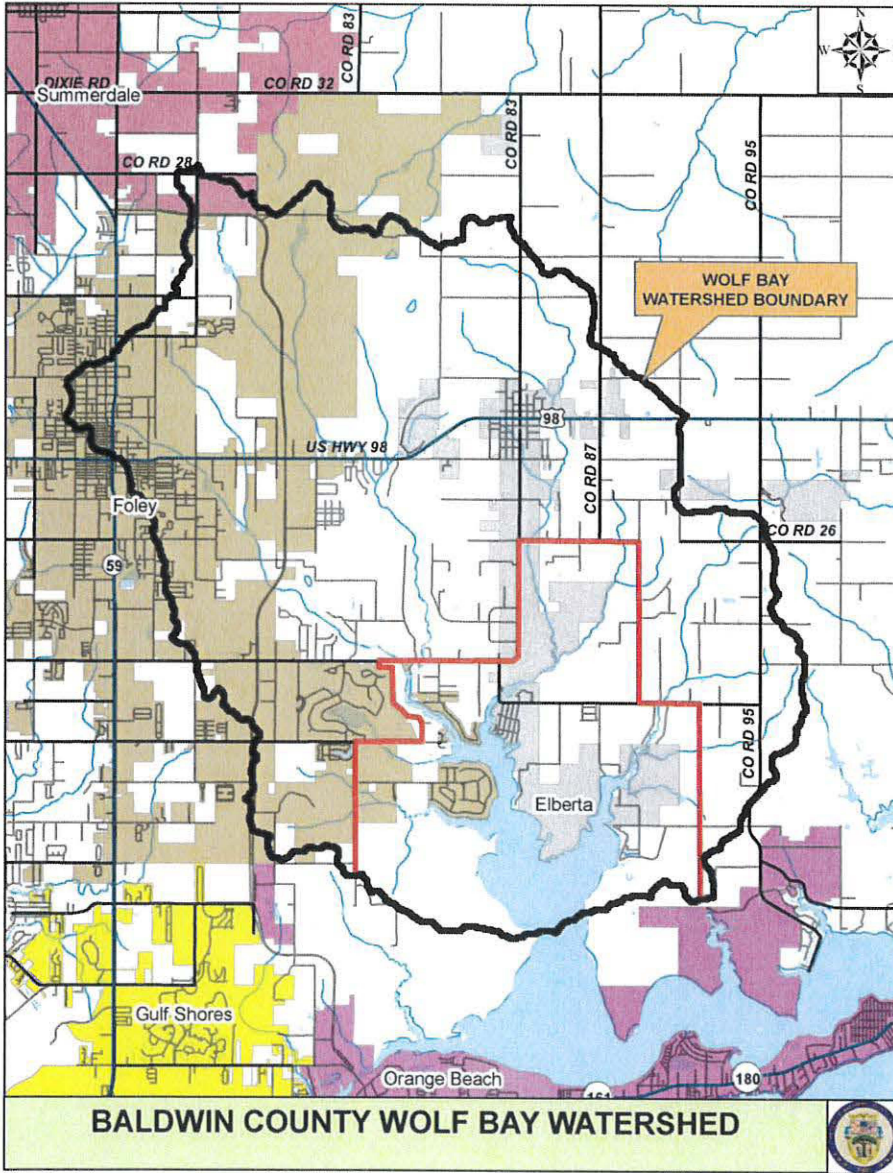 CO RD 83
N
W
E
S
DIXIE RD
CO RD 32
Summerdale
CO RD 83
CO RD 95
CO RD 28
WOLF BAY
WATERSHED BOUNDARY
98
US HWY 98
CO RD 87
Foley
CO RD 26
59
CO RD 95
Elberta
Gulf Shores
Orange Beach
161
180
BALDWIN COUNTY WOLF BAY WATERSHED